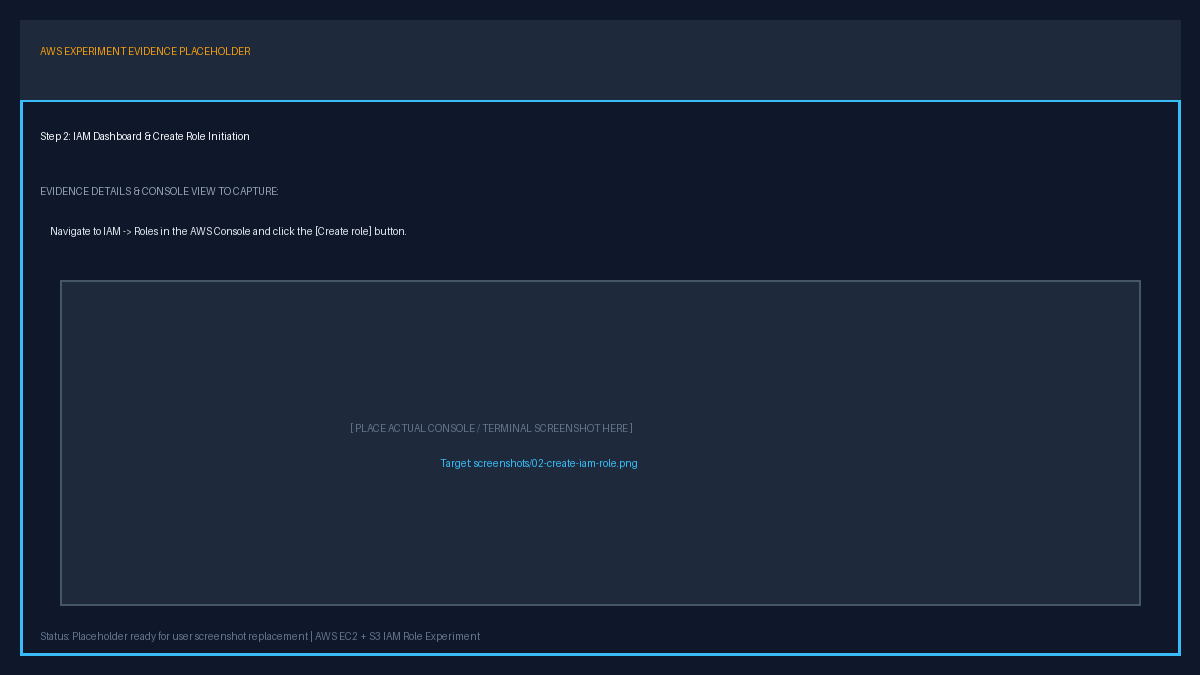 AWS EXPERIMENT EVIDENCE PLACEHOLDER
Step 2: IAM Dashboard & Create Role Initiation
EVIDENCE DETAILS & CONSOLE VIEW TO CAPTURE:
Navigate to IAM -> Roles in the AWS Console and click the [Create role] button.
[ PLACE ACTUAL CONSOLE / TERMINAL SCREENSHOT HERE ]
Target: screenshots/02-create-iam-role.png
Status: Placeholder ready for user screenshot replacement | AWS EC2 + S3 IAM Role Experiment